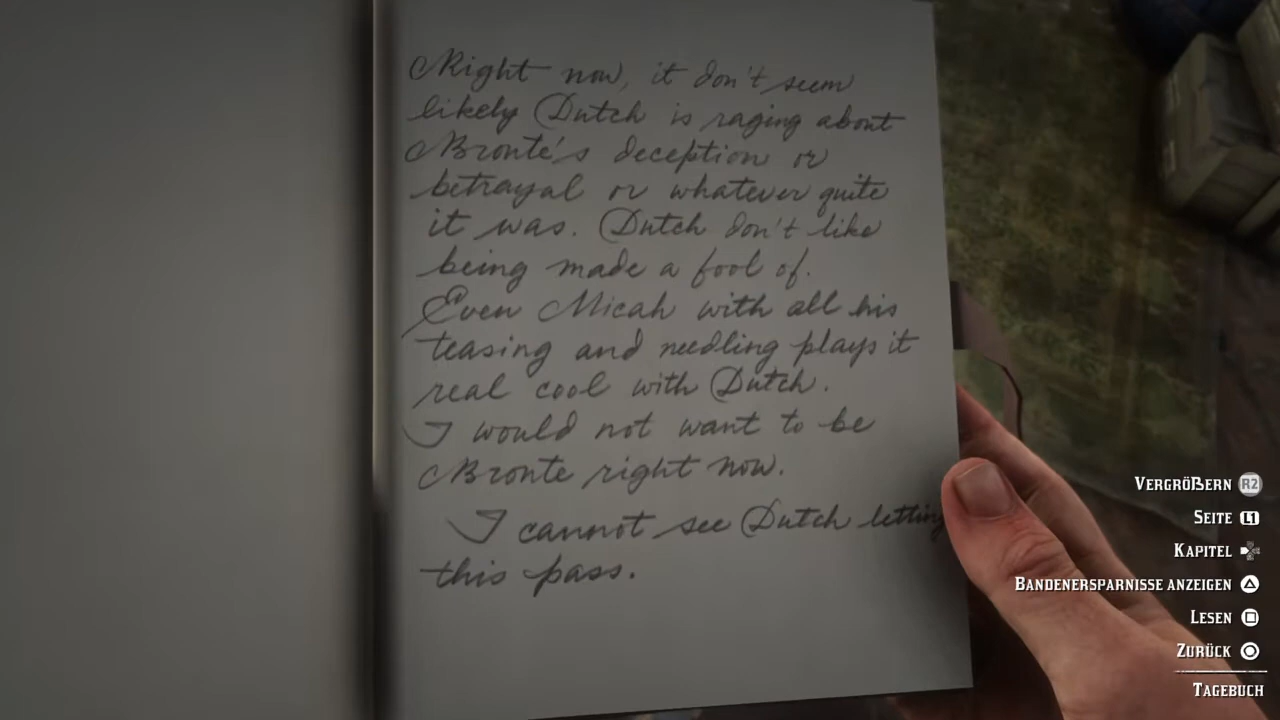 Right now, it don't seem
likely Dutch is raging about
Bronte's deception or
betrayal or whatever quite
it was. Dutch don't like
being made a fool of.
Even Micah with all his
teasing and needling plays it
real cool with Dutch.
I would not want to be
Bronte right now.
I cannot see Dutch letting
this pass.
VERGRÖẞERN R2
SEITE L1
KAPITEL
BANDENERSPARNISSE ANZEIGEN
LESEN
ZURÜCK
TAGEBUCH